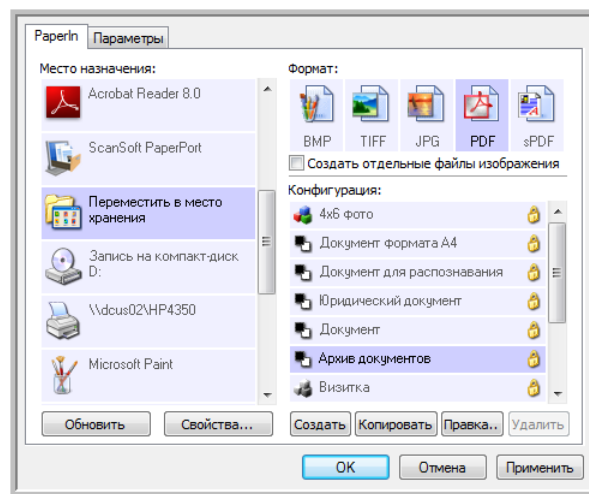 PaperIn
Параметры
Место назначения:
Acrobat Reader 8.0
ScanSoft PaperPort
Переместить в место
хранения
Запись на компакт-диск
D:
\\dcus02\HP4350
Microsoft Paint
Обновить
Свойства...
Формат:
BMP
TIFF
JPG
PDF
sPDF
Создать отдельные файлы изображения
Конфигурация:
4x6 фото
Документ формата A4
Документ для распознавания
Юридический документ
Документ
Архив документов
Визитка
Создать
Копировать
Правка..
Удалить
OK
Отмена
Применить